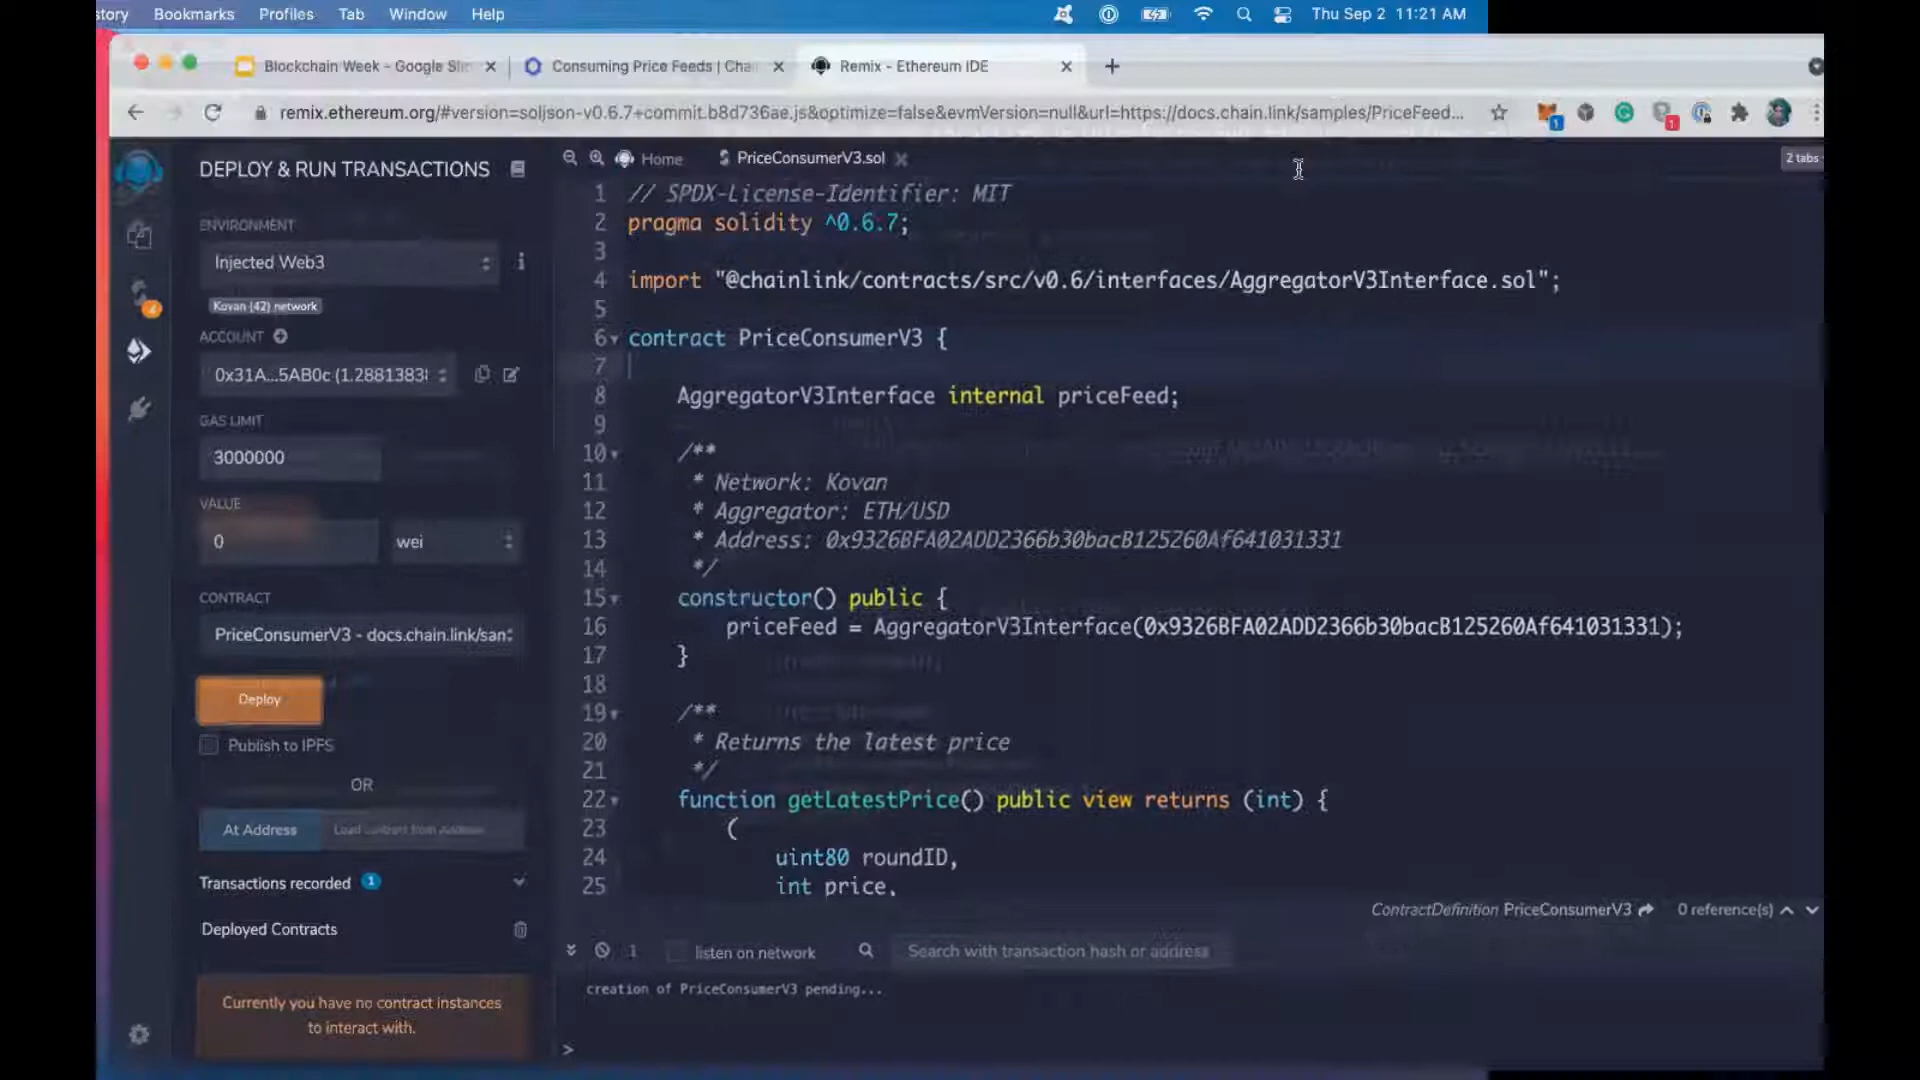 story Bookmarks Profiles Tab Window Help Thu Sep 2 11:21 AM
Blockchain Week - Google Sli
Consuming Price Feeds | Chai
Remix - Ethereum IDE
remix.ethereum.org/#version=soljson-v0.6.7+commit.b8d736ae.js&optimize=false&evmVersion=null&url=https://docs.chain.link/samples/PriceFeed...
1
1
DEPLOY & RUN TRANSACTIONS
ENVIRONMENT
Injected Web3
Kovan (42) network
ACCOUNT
0x31A...5AB0c (1.2881383
GAS LIMIT
3000000
VALUE
0 wei
CONTRACT
PriceConsumerV3 - docs.chain.link/san
Deploy
Publish to IPFS
OR
At Address Load contract from Address
Transactions recorded 1
Deployed Contracts
Currently you have no contract instances
to interact with.
Home PriceConsumerV3.sol
2 tabs
1 // SPDX-License-Identifier: MIT
2 pragma solidity ^0.6.7;
3
4 import "@chainlink/contracts/src/v0.6/interfaces/AggregatorV3Interface.sol";
5
6 contract PriceConsumerV3 {
7
8 AggregatorV3Interface internal priceFeed;
9
10 /**
11 * Network: Kovan
12 * Aggregator: ETH/USD
13 * Address: 0x9326BFA02ADD2366b30bacB125260Af641031331
14 */
15 constructor() public {
16 priceFeed = AggregatorV3Interface(0x9326BFA02ADD2366b30bacB125260Af641031331);
17 }
18
19 /**
20 * Returns the latest price
21 */
22 function getLatestPrice() public view returns (int) {
23 (
24 uint80 roundID,
25 int price,
ContractDefinition PriceConsumerV3 0 reference(s)
1 listen on network Search with transaction hash or address
creation of PriceConsumerV3 pending...
>